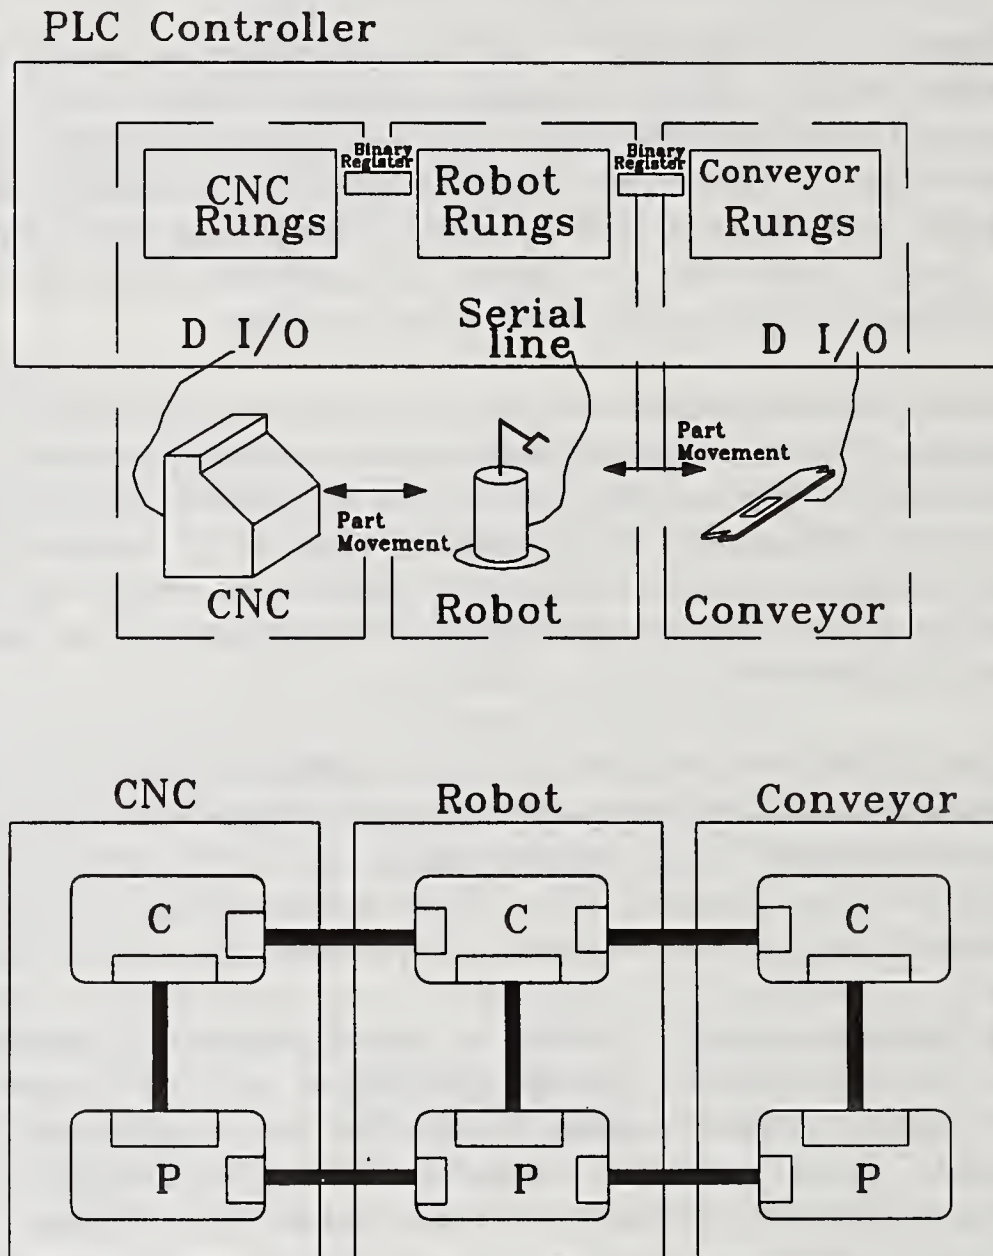 PLC Controller
Binary
Register
Binary
Register
CNC
Rungs
Robot
Rungs
Conveyor
Rungs
D I/O
Serial
line
D I/O
Part
Movement
Part
Movement
CNC
Robot
Conveyor
CNC
Robot
Conveyor
C
C
C
P
P
P